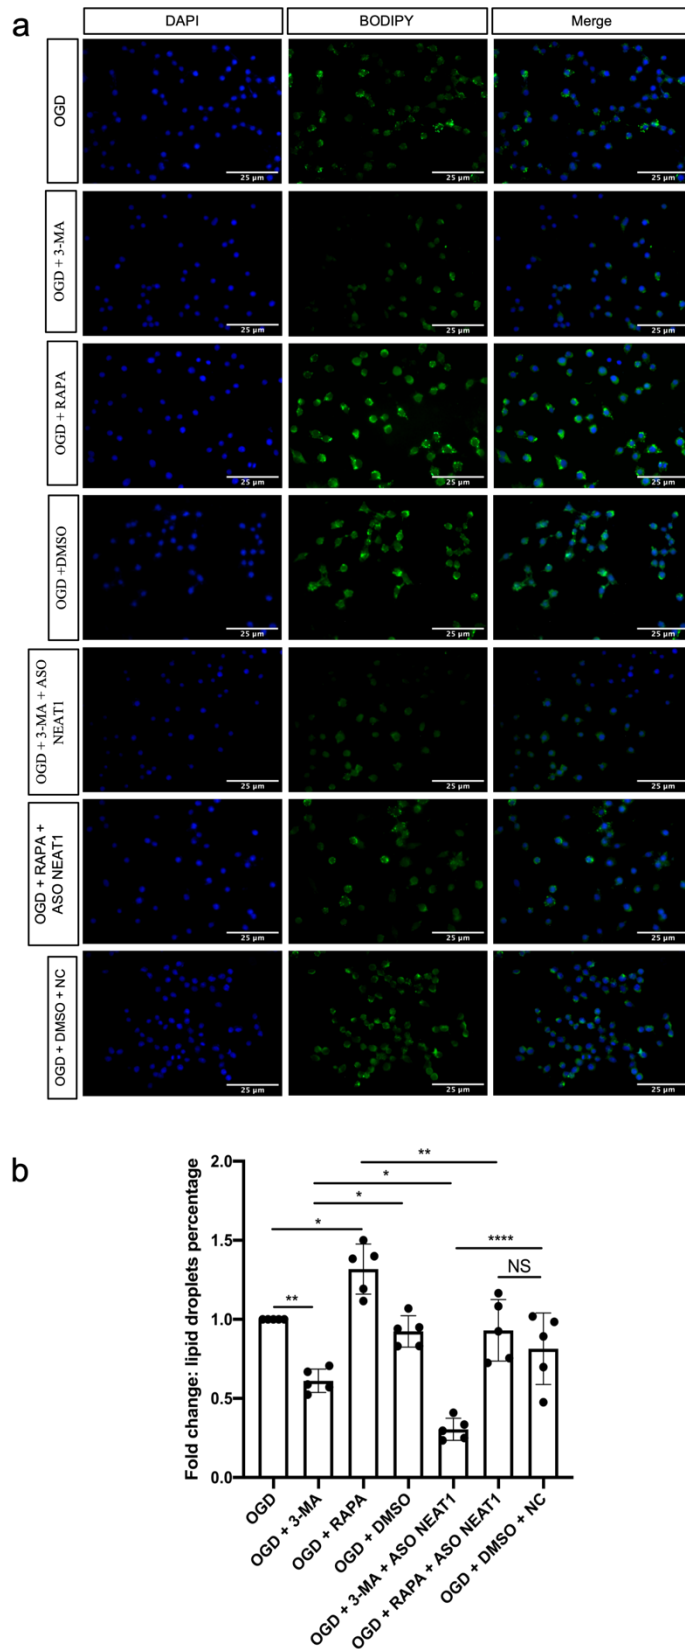 a
DAPI
BODIPY
Merge
OGD
25 µm
25 µm
25 µm
OGD + 3-MA
25 µm
25 µm
25 µm
OGD + RAPA
25 µm
25 µm
25 µm
OGD +DMSO
25 µm
25 µm
25 µm
OGD + 3-MA + ASO
NEAT1
25 µm
25 µm
25 µm
OGD + RAPA +
ASO NEAT1
25 µm
25 µm
25 µm
OGD + DMSO + NC
25 µm
25 µm
25 µm
b
Fold change: lipid droplets percentage
2.0
1.5
1.0
0.5
0.0
**
*
*
*
**
****
NS
OGD
OGD + 3-MA
OGD + RAPA
OGD + DMSO
OGD + 3-MA + ASO NEAT1
OGD + RAPA + ASO NEAT1
OGD + DMSO + NC